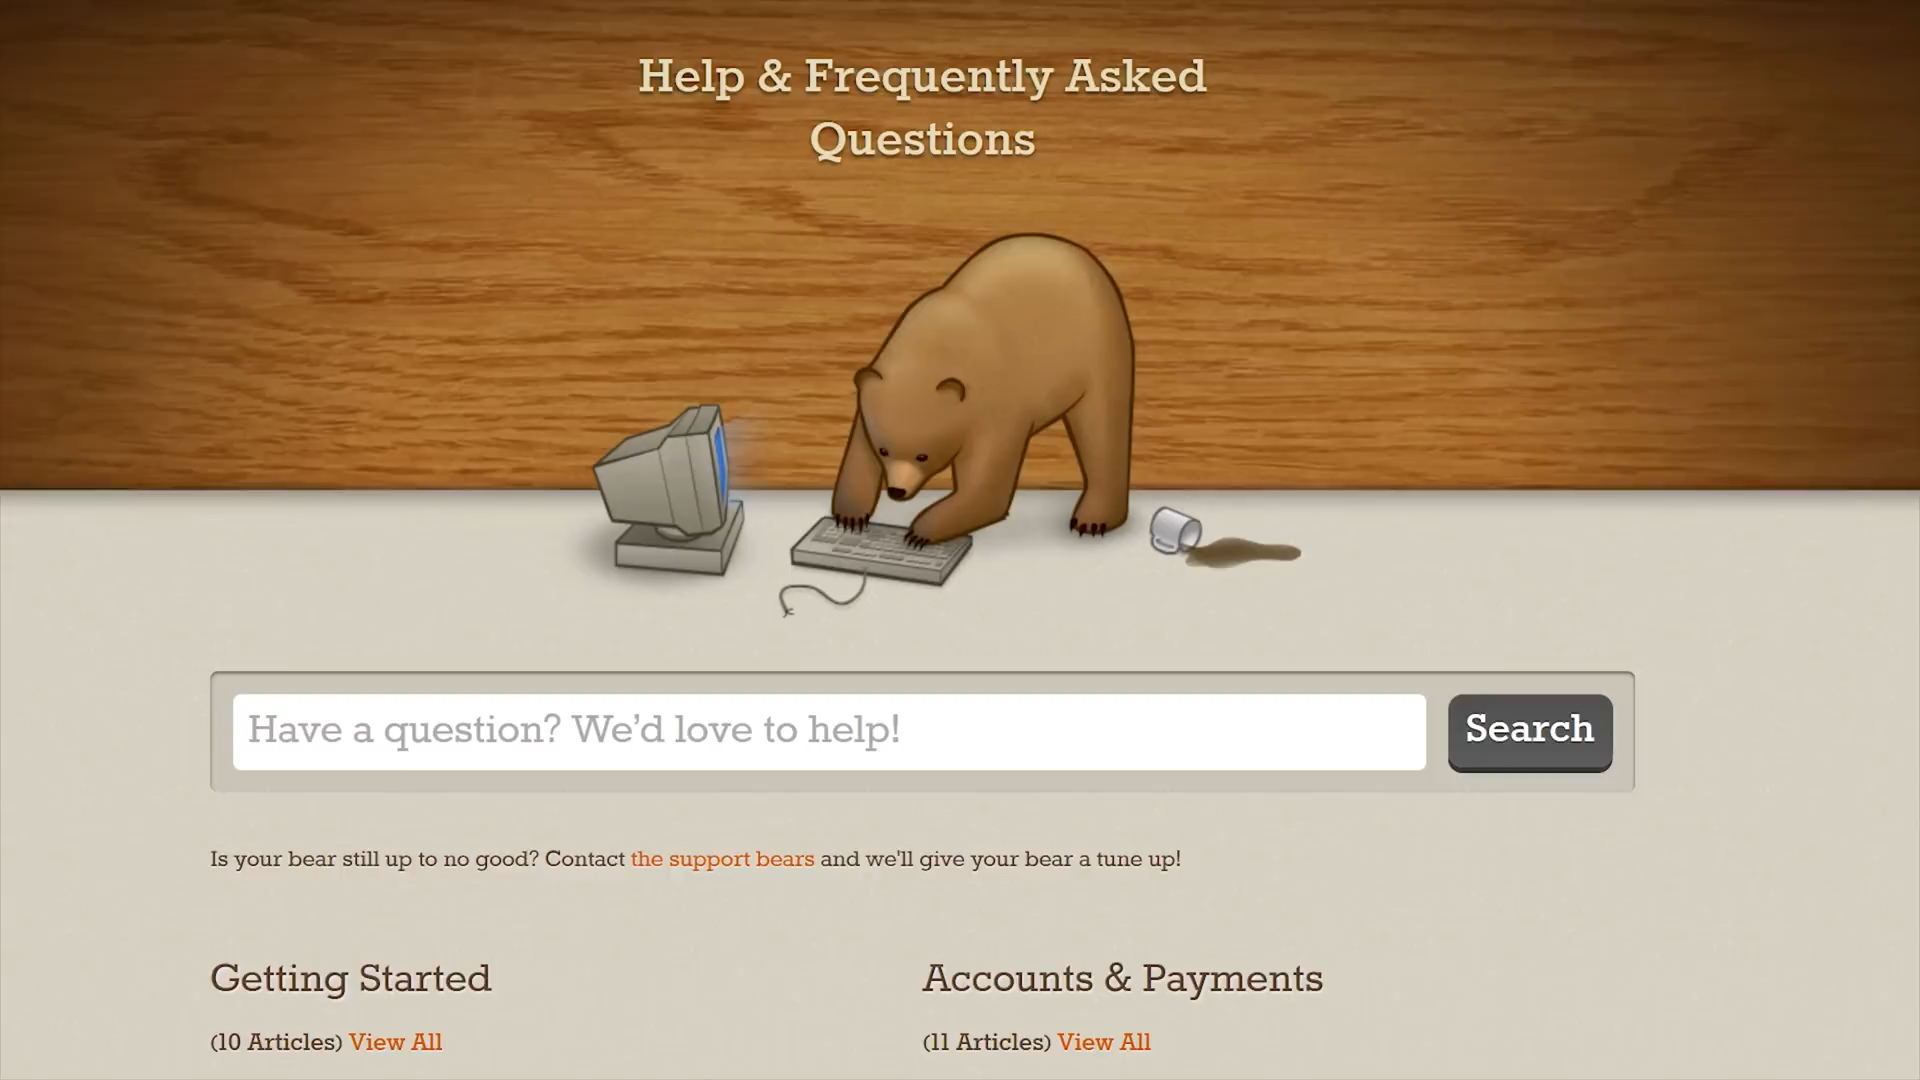 Help & Frequently Asked
Questions
Have a question? We'd love to help!
Search
Is your bear still up to no good? Contact the support bears and we'll give your bear a tune up!
Getting Started
Accounts & Payments
(10 Articles) View All
(11 Articles) View All